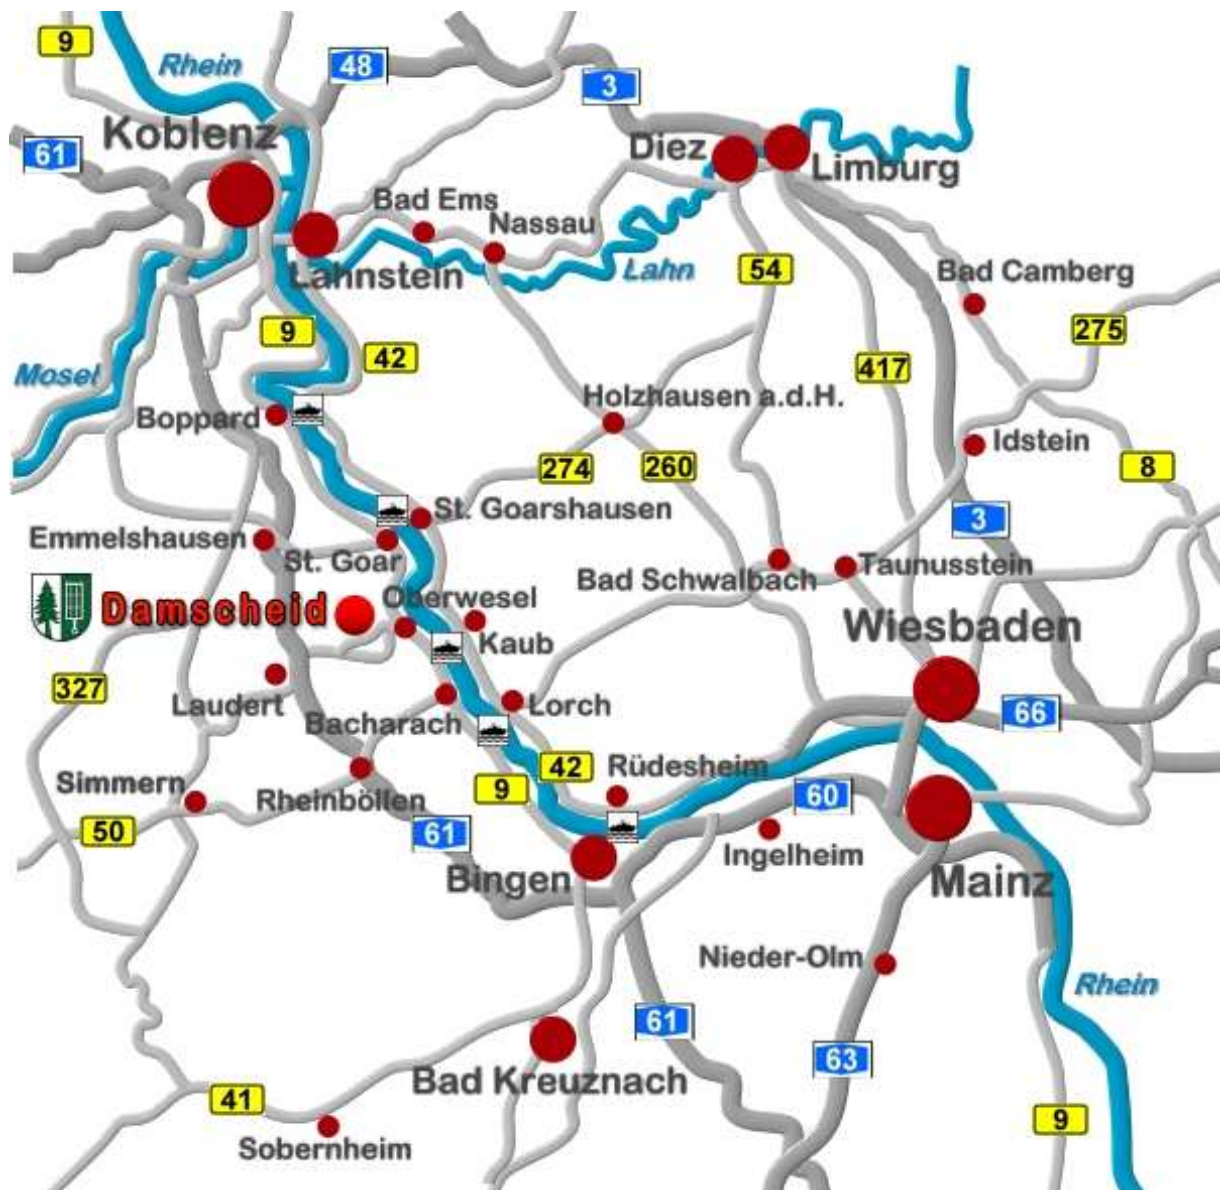 9
Rhein
48
3
Koblenz
61
Diez
Limburg
Bad Ems
Nassau
Lahnstein
Lahn
54
Bad Camberg
9
42
275
Mosel
417
Holzhausen a.d.H.
Boppard
Idstein
274
260
8
St. Goarshausen
3
Emmelshausen
St. Goar
Bad Schwalbach
Taunusstein
Damscheid
Oberwesel
Wiesbaden
Kaub
327
Laudert
Bacharach
Lorch
66
42
Rüdesheim
Simmern
Rheinböllen
9
60
50
61
Bingen
Ingelheim
Mainz
Nieder-Olm
Rhein
61
63
Bad Kreuznach
41
9
Sobernheim